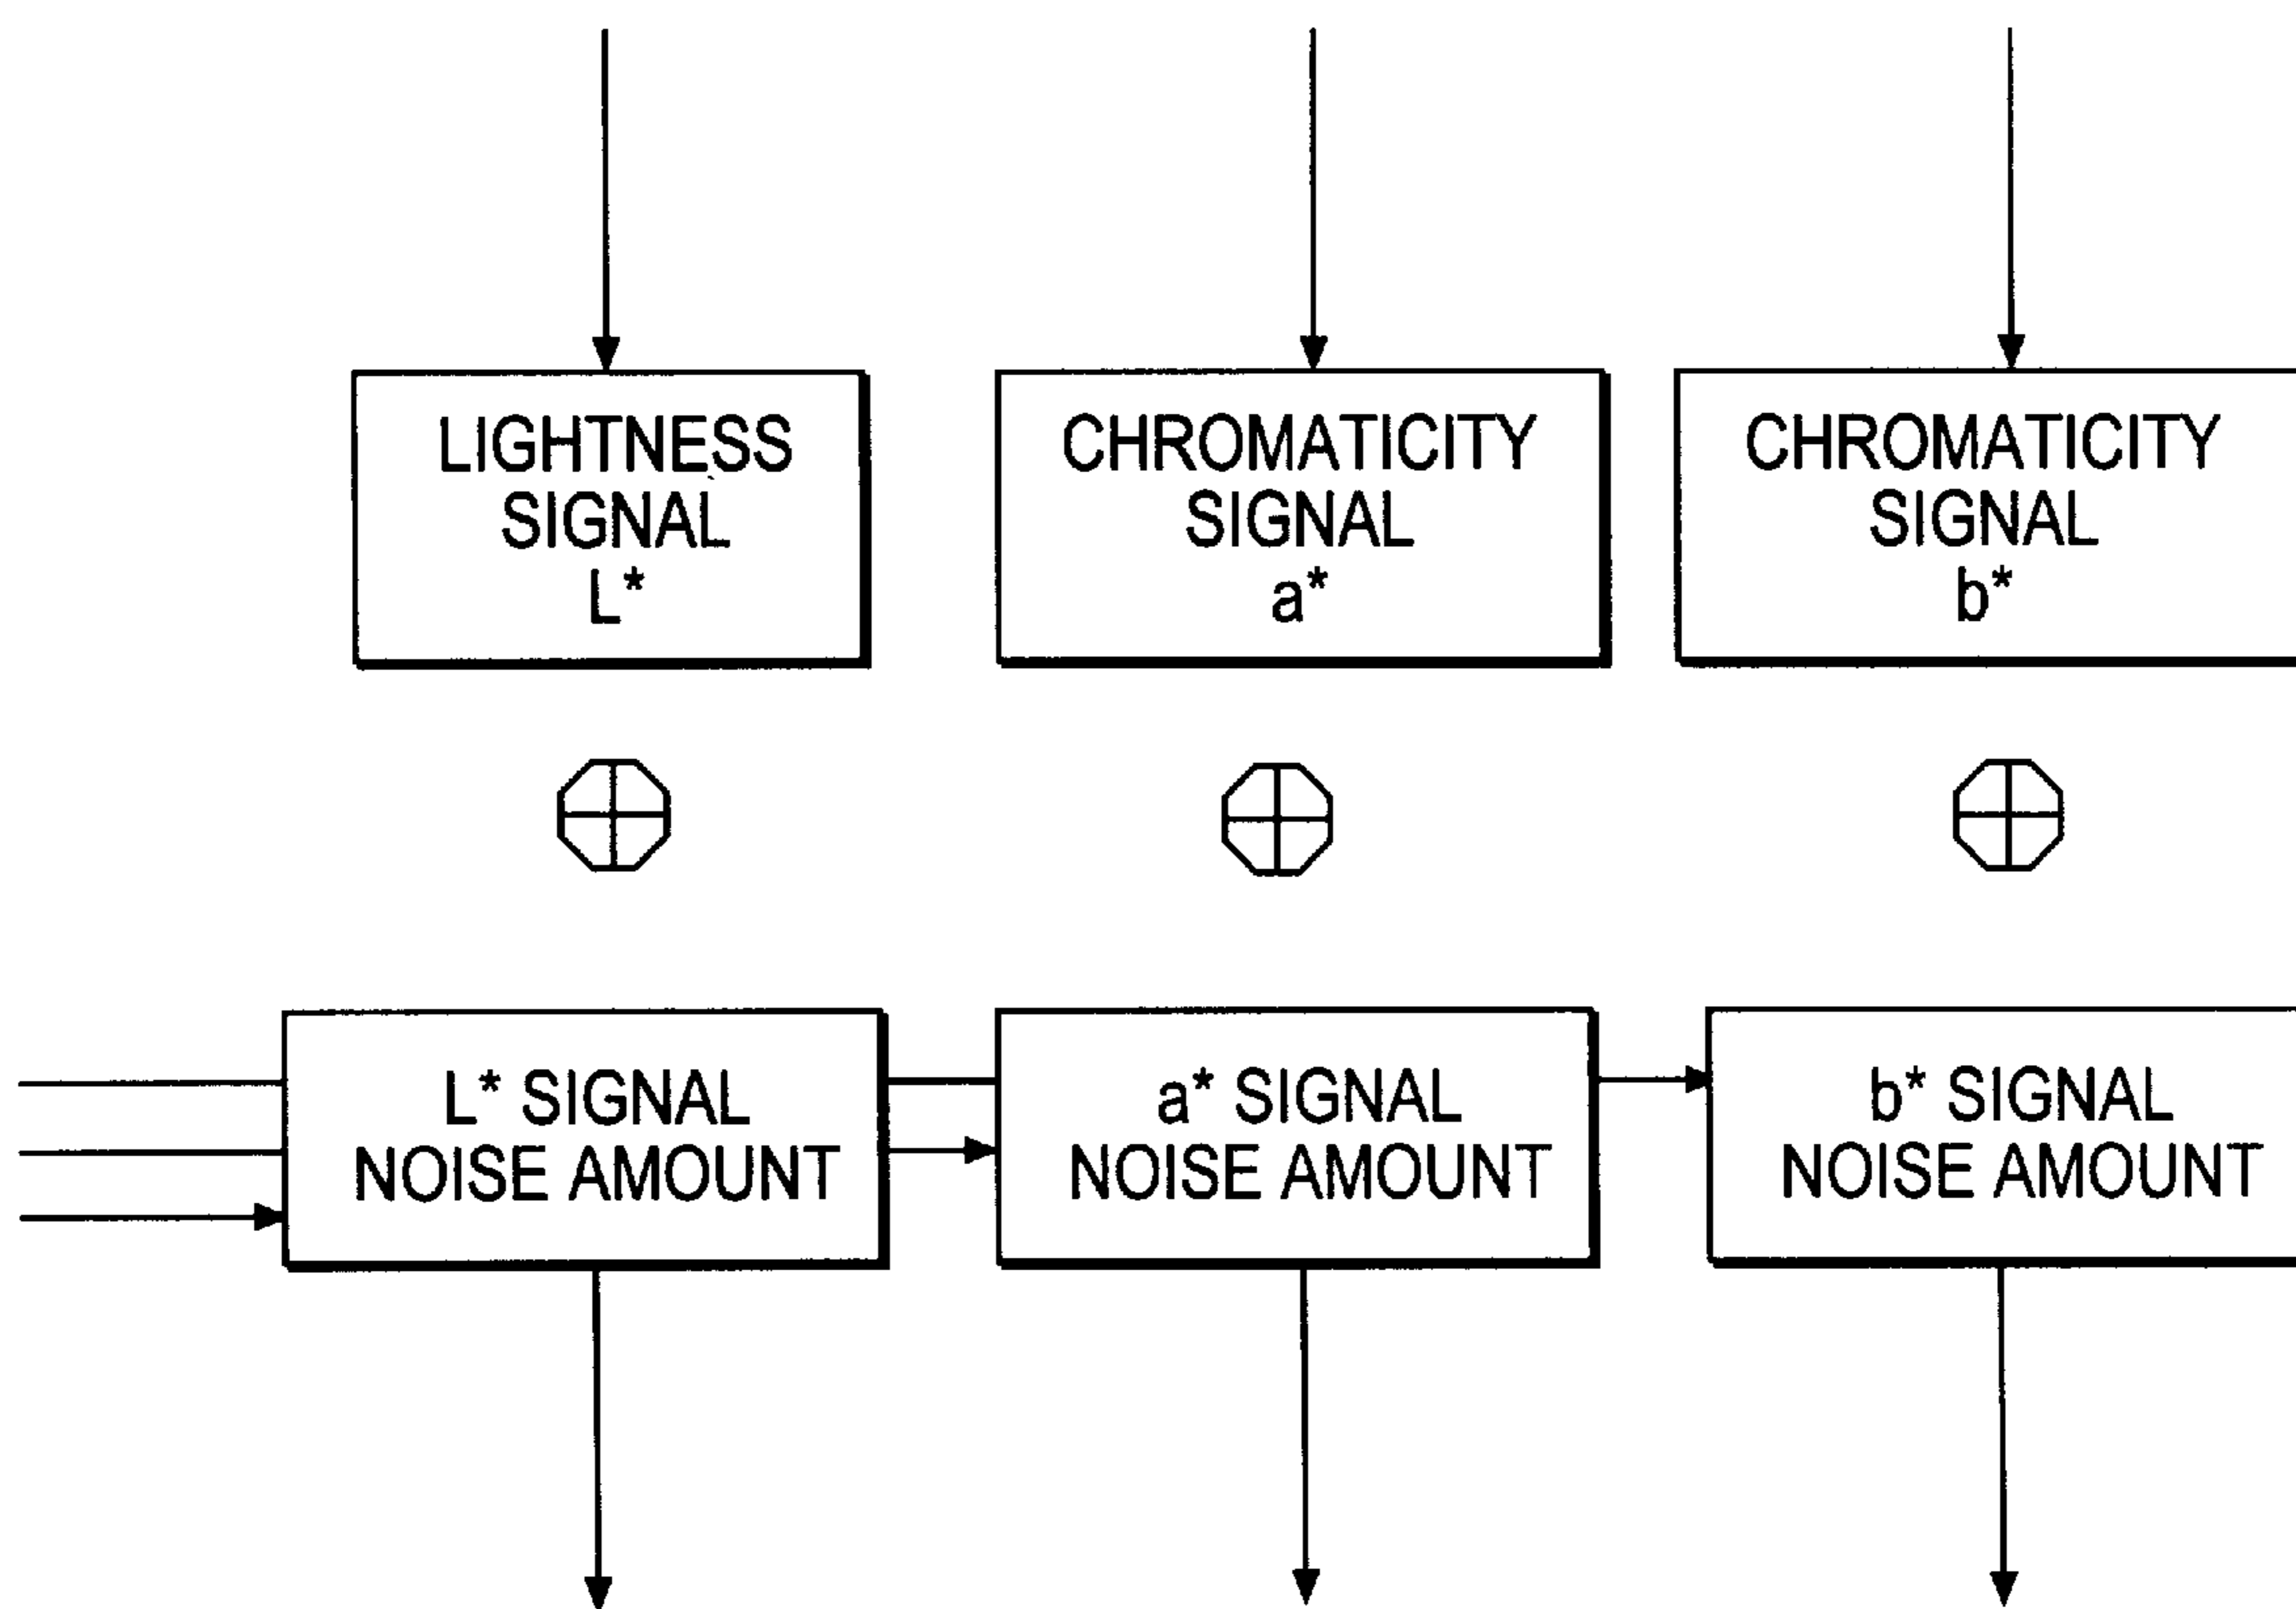 LIGHTNESS
SIGNAL
L*
CHROMATICITY
SIGNAL
a*
CHROMATICITY
SIGNAL
b*
L* SIGNAL
NOISE AMOUNT
a* SIGNAL
NOISE AMOUNT
b* SIGNAL
NOISE AMOUNT